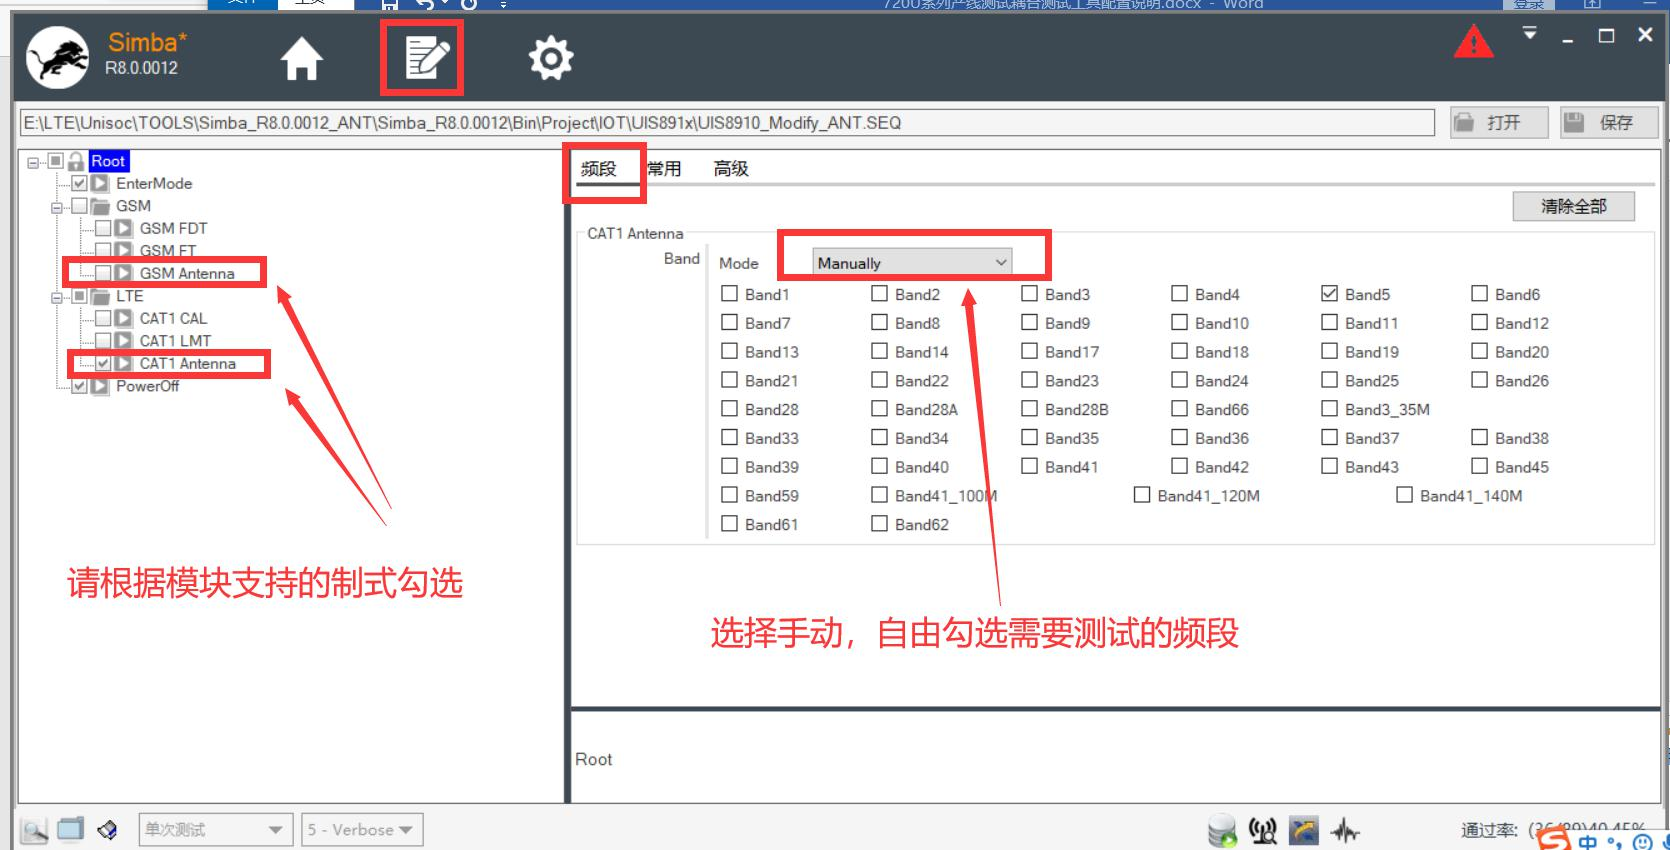 720U系列产线测试耦合测试工具配置说明.docx - Word
登录
Simba*
R8.0.0012
E:\LTE\Unisoc\TOOLS\Simba_R8.0.0012_ANT\Simba_R8.0.0012\Bin\Project\IOT\UIS891x\UIS8910_Modify_ANT.SEQ
打开
保存
Root
EnterMode
GSM
GSM FDT
GSM FT
GSM Antenna
LTE
CAT1 CAL
CAT1 LMT
CAT1 Antenna
PowerOff
请根据模块支持的制式勾选
频段 常用 高级
清除全部
CAT1 Antenna
Band
Mode Manually
Band1 Band2 Band3 Band4 Band5 Band6
Band7 Band8 Band9 Band10 Band11 Band12
Band13 Band14 Band17 Band18 Band19 Band20
Band21 Band22 Band23 Band24 Band25 Band26
Band28 Band28A Band28B Band66 Band3_35M
Band33 Band34 Band35 Band36 Band37 Band38
Band39 Band40 Band41 Band42 Band43 Band45
Band59 Band41_100M Band41_120M Band41_140M
Band61 Band62
选择手动，自由勾选需要测试的频段
Root
单次测试
5 - Verbose
通过率: (36/89)40.45%
中